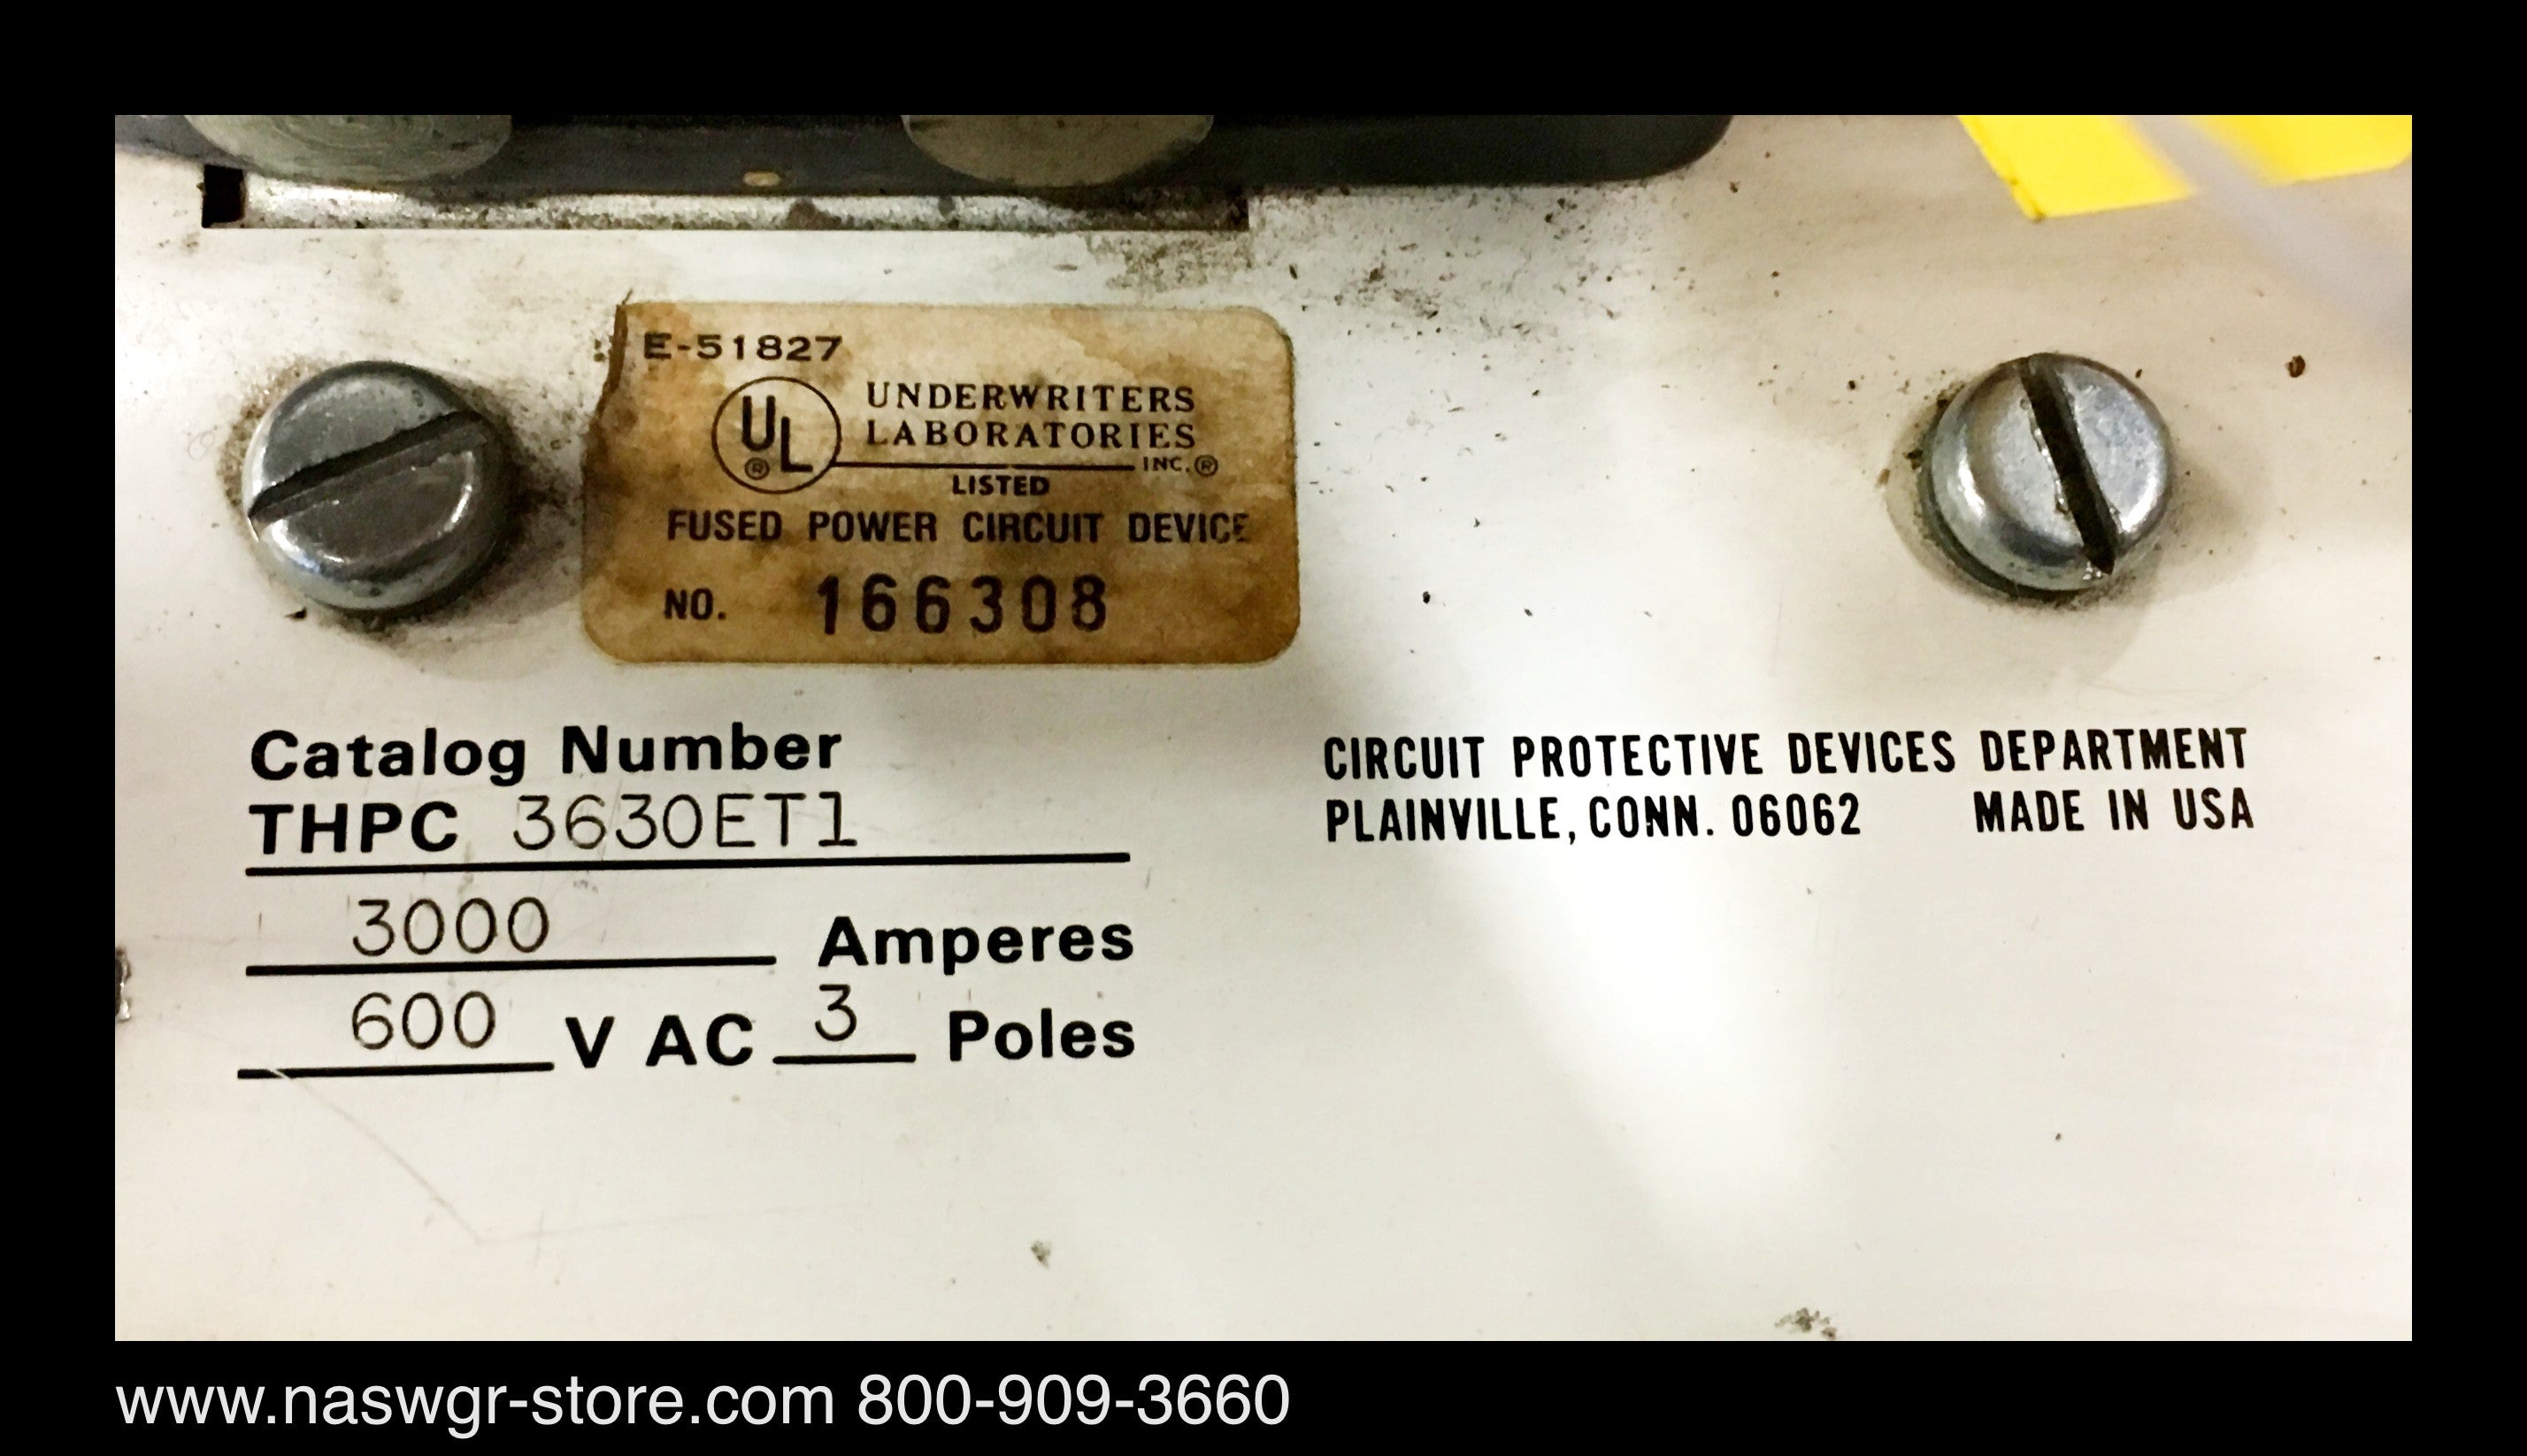 E-51827
UL ® UNDERWRITERS
LABORATORIES
INC.®
LISTED
FUSED POWER CIRCUIT DEVICE
NO. 166308
Catalog Number
THPC 3630ET1
3000 Amperes
600 V AC 3 Poles
CIRCUIT PROTECTIVE DEVICES DEPARTMENT
PLAINVILLE, CONN. 06062 MADE IN USA
www.naswgr-store.com 800-909-3660